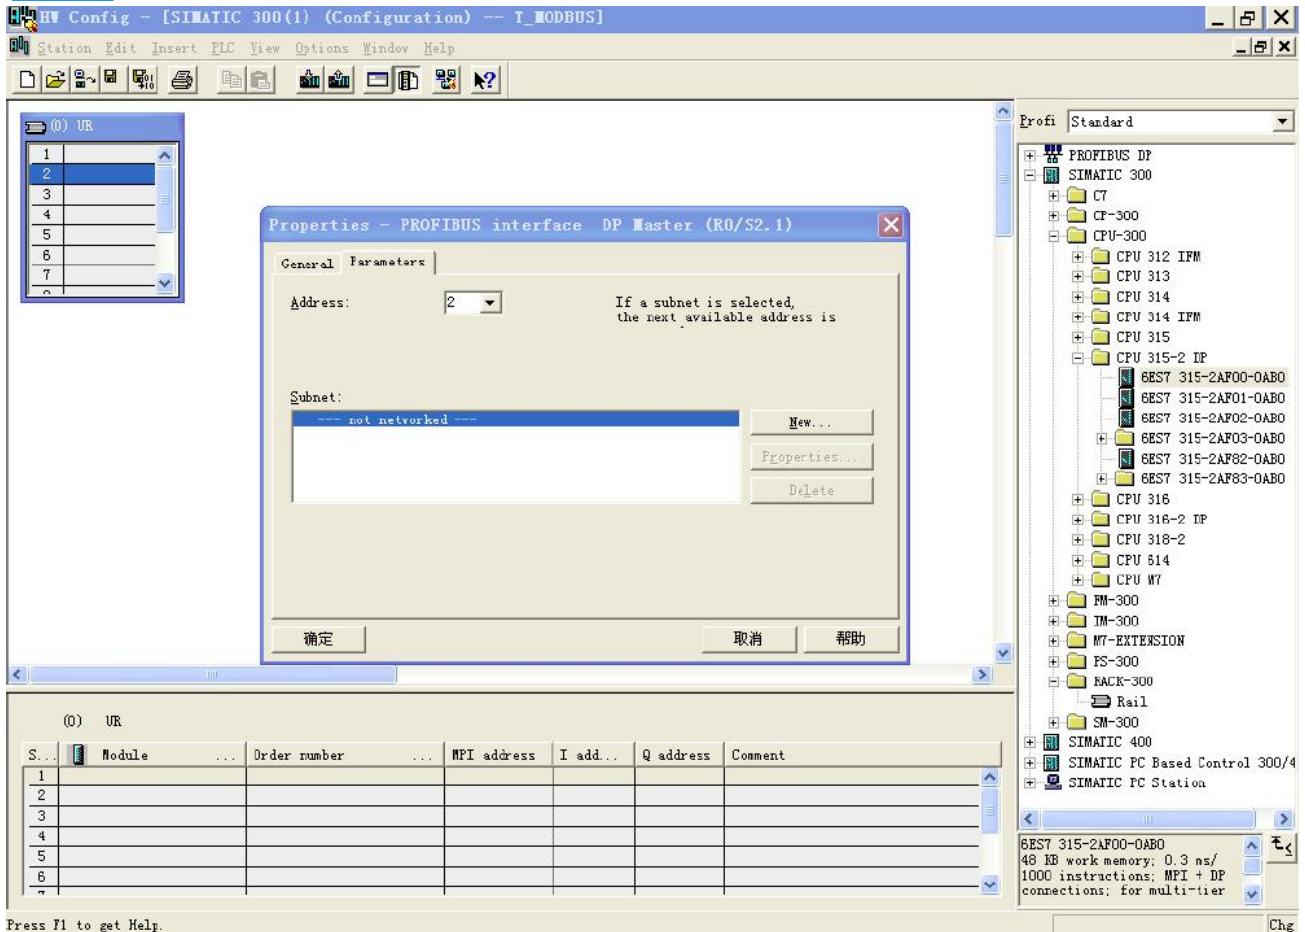 HW Config - [SIMATIC 300(1) (Configuration) -- T_MODBUS]
Station Edit Insert PLC View Options Window Help
(0) UR
1
2
3
4
5
6
7
Properties - PROFIBUS interface DP Master (R0/S2.1)
General Parameters
Address: 2 If a subnet is selected,
the next available address is
Subnet:
--- not networked ---
New...
Properties...
Delete
确定 取消 帮助
Profi Standard
PROFIBUS DP
SIMATIC 300
C7
CP-300
CPU-300
CPU 312 IFM
CPU 313
CPU 314
CPU 314 IFM
CPU 315
CPU 315-2 DP
6ES7 315-2AF00-0AB0
6ES7 315-2AF01-0AB0
6ES7 315-2AF02-0AB0
6ES7 315-2AF03-0AB0
6ES7 315-2AF82-0AB0
6ES7 315-2AF83-0AB0
CPU 316
CPU 316-2 DP
CPU 318-2
CPU 614
CPU M7
FM-300
IM-300
M7-EXTENSION
PS-300
RACK-300
Rail
SM-300
SIMATIC 400
SIMATIC PC Based Control 300/4
SIMATIC PC Station
6ES7 315-2AF00-0AB0
48 KB work memory; 0.3 ms/
1000 instructions; MPI + DP
connections; for multi-tier
(0) UR
S... Module ... Order number ... MPI address I add... Q address Comment
1
2
3
4
5
6
Press F1 to get Help.
Chg